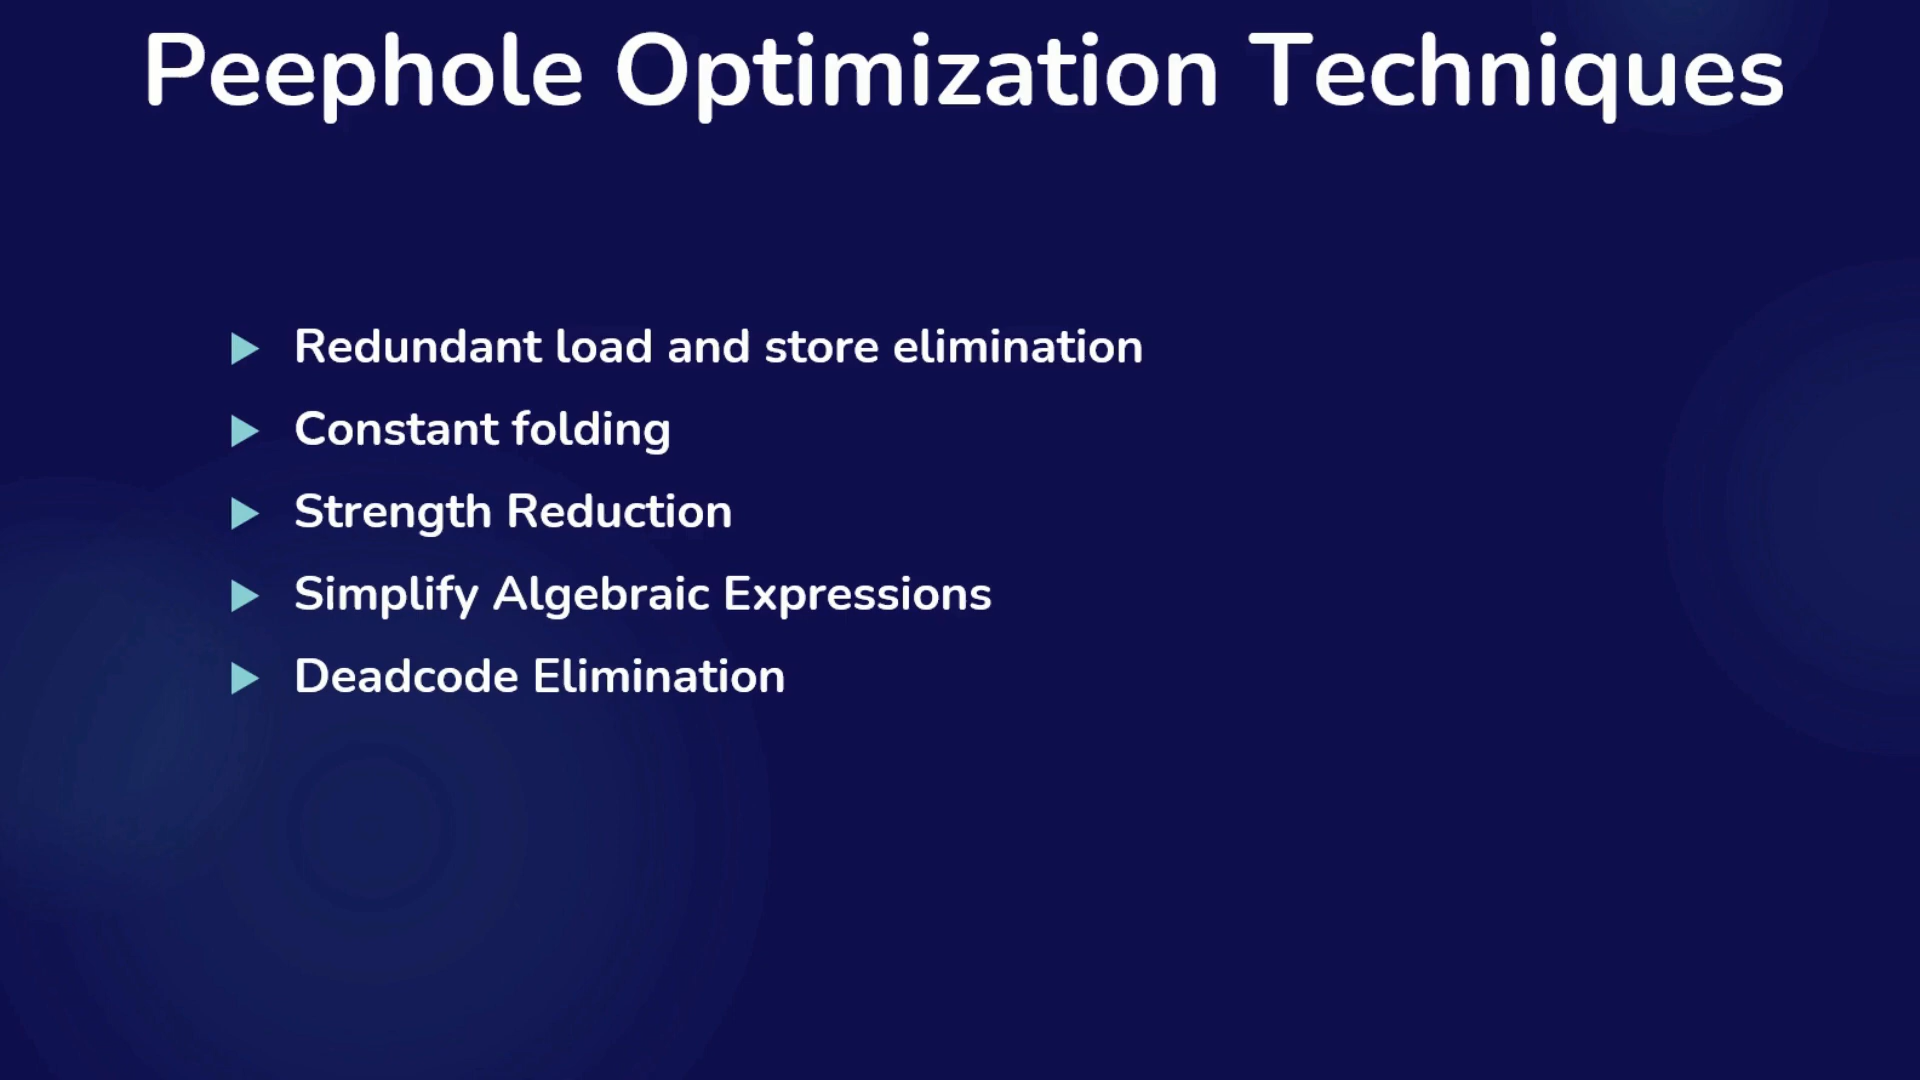 Peephole Optimization Techniques
Redundant load and store elimination
Constant folding
Strength Reduction
Simplify Algebraic Expressions
Deadcode Elimination